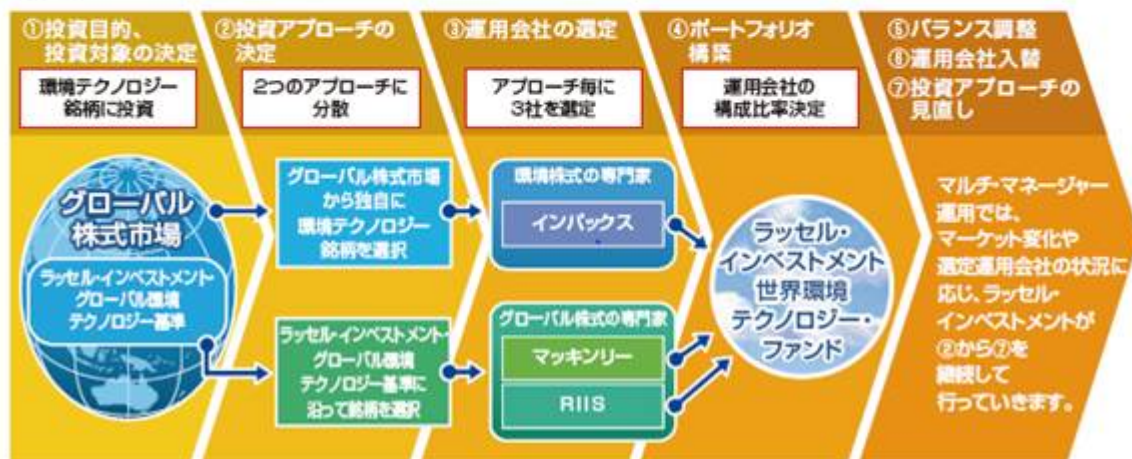 ①投資目的、
投資対象の決定
環境テクノロジー
銘柄に投資
②投資アプローチの
決定
2つのアプローチに
分散
③運用会社の選定
アプローチ毎に
3社を選定
④ポートフォリオ
構築
運用会社の
構成比率決定
⑤バランス調整
⑥運用会社入替
⑦投資アプローチの
見直し
グローバル
株式市場
ラッセル・インベストメント・
グローバル環境
テクノロジー基準
グローバル株式市場
から独自に
環境テクノロジー
銘柄を選択
ラッセル・インベストメント・
グローバル環境
テクノロジー基準に
沿って銘柄を選択
環境株式の専門家
インパックス
グローバル株式の専門家
マッキンリー
RIIS
ラッセル・
インベストメント
世界環境
テクノロジー・
ファンド
マルチ・マネージャー
運用では、
マーケット変化や
選定運用会社の状況に
応じ、ラッセル・
インベストメントが
②から⑦を
継続して
行っていきます。